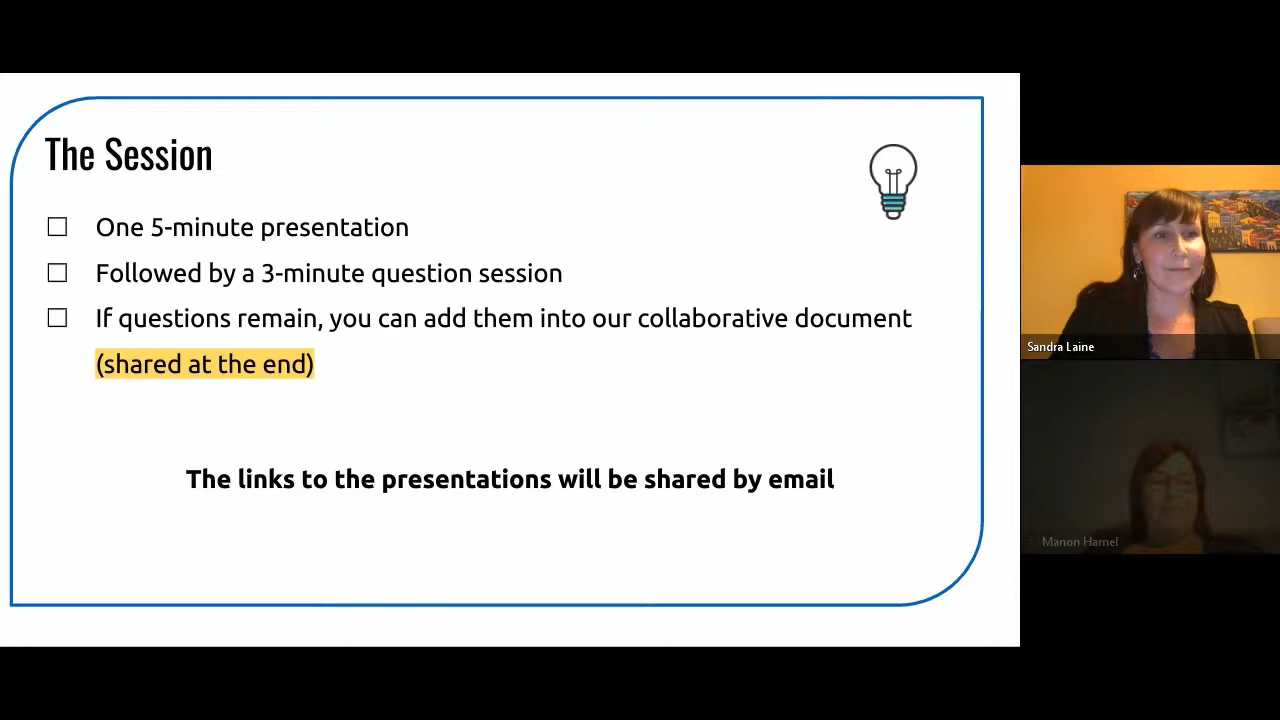 The Session
☐ One 5-minute presentation
☐ Followed by a 3-minute question session
☐ If questions remain, you can add them into our collaborative document
(shared at the end)
The links to the presentations will be shared by email
Sandra Laine
Manon Hamel